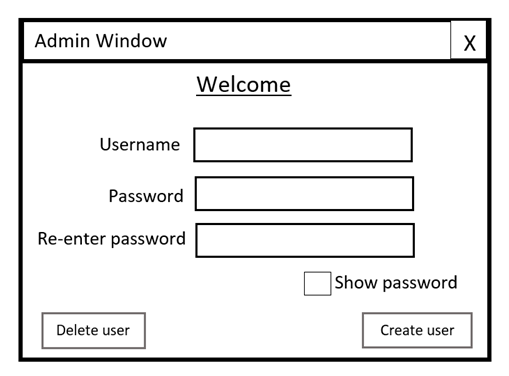 Admin Window
X
Welcome
Username
Password
Re-enter password
Show password
Delete user
Create user